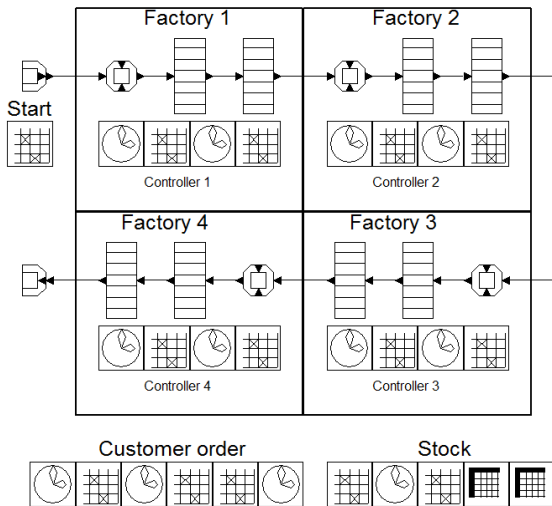 Factory 1
Factory 2
Start
Controller 1
Controller 2
Factory 4
Factory 3
Controller 4
Controller 3
Customer order
Stock